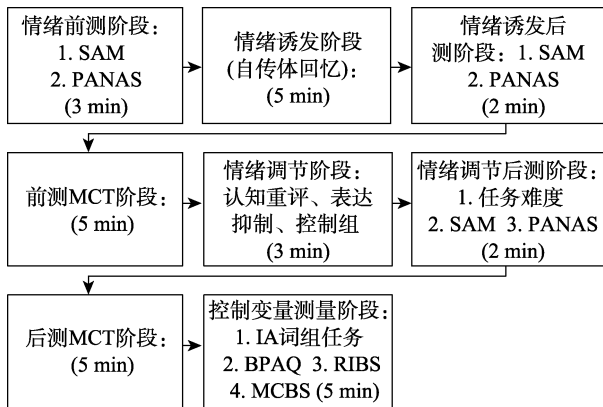 情绪前测阶段：
1. SAM
2. PANAS
(3 min)
情绪诱发阶段
(自传体回忆)：
(5 min)
情绪诱发后
测阶段：1. SAM
2. PANAS
(2 min)
前测MCT阶段：
(5 min)
情绪调节阶段：
认知重评、表达
抑制、控制组
(3 min)
情绪调节后测阶段：
1. 任务难度
2. SAM 3. PANAS
(2 min)
后测MCT阶段：
(5 min)
控制变量测量阶段：
1. IA词组任务
2. BPAQ 3. RIBS
4. MCBS (5 min)